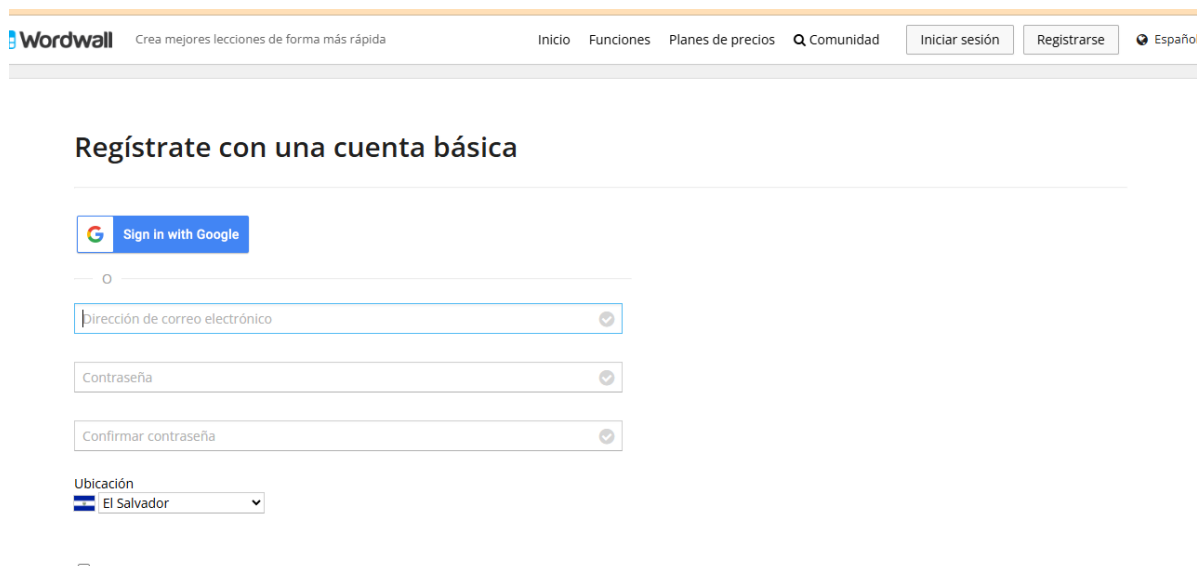 Wordwall Crea mejores lecciones de forma más rápida Inicio Funciones Planes de precios Comunidad Iniciar sesión Registrarse Español
Regístrate con una cuenta básica
G Sign in with Google
O
Dirección de correo electrónico
Contraseña
Confirmar contraseña
Ubicación
El Salvador